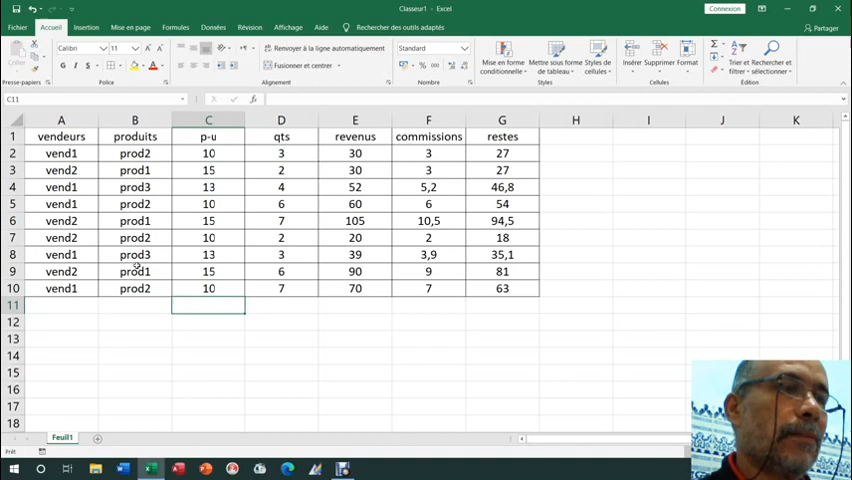 Classeur1 - Excel
Connexion
Fichier Accueil Insertion Mise en page Formules Données Révision Affichage Aide Rechercher des outils adaptés Partager
Coller
Calibri 11
Renvoyer à la ligne automatiquement
Standard
G I S
Fusionner et centrer
Mise en forme conditionnelle
Mettre sous forme de tableau
Styles de cellules
Insérer Supprimer Format
Trier et filtrer
Rechercher et sélectionner
Presse-papiers Police Alignement Nombre Styles Cellules Édition
C11 fx
A B C D E F G H I J K
1 vendeurs produits p-u qts revenus commissions restes
2 vend1 prod2 10 3 30 3 27
3 vend2 prod1 15 2 30 3 27
4 vend1 prod3 13 4 52 5,2 46,8
5 vend1 prod2 10 6 60 6 54
6 vend2 prod1 15 7 105 10,5 94,5
7 vend2 prod2 10 2 20 2 18
8 vend1 prod3 13 3 39 3,9 35,1
9 vend2 prod1 15 6 90 9 81
10 vend1 prod2 10 7 70 7 63
11
12
13
14
15
16
17
18
Feuil1
Prêt